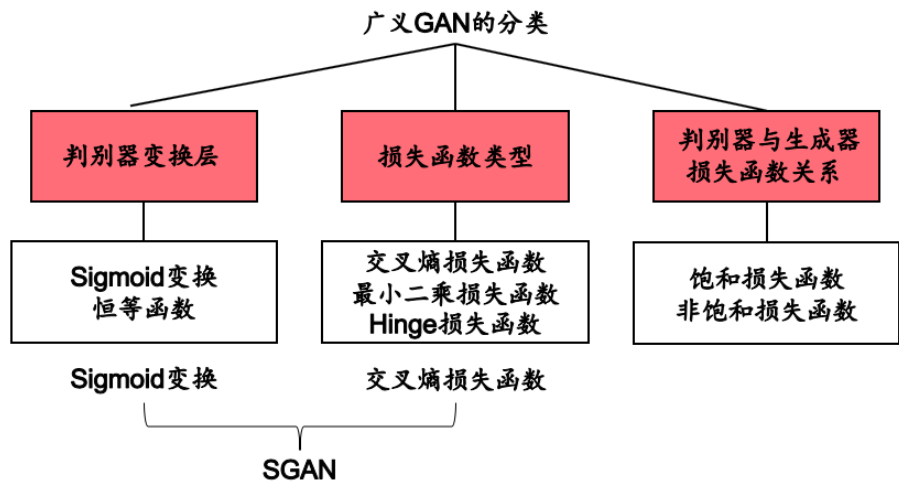 广义GAN的分类
判别器变换层
损失函数类型
判别器与生成器
损失函数关系
Sigmoid变换
恒等函数
交叉熵损失函数
最小二乘损失函数
Hinge损失函数
饱和损失函数
非饱和损失函数
Sigmoid变换
交叉熵损失函数
SGAN